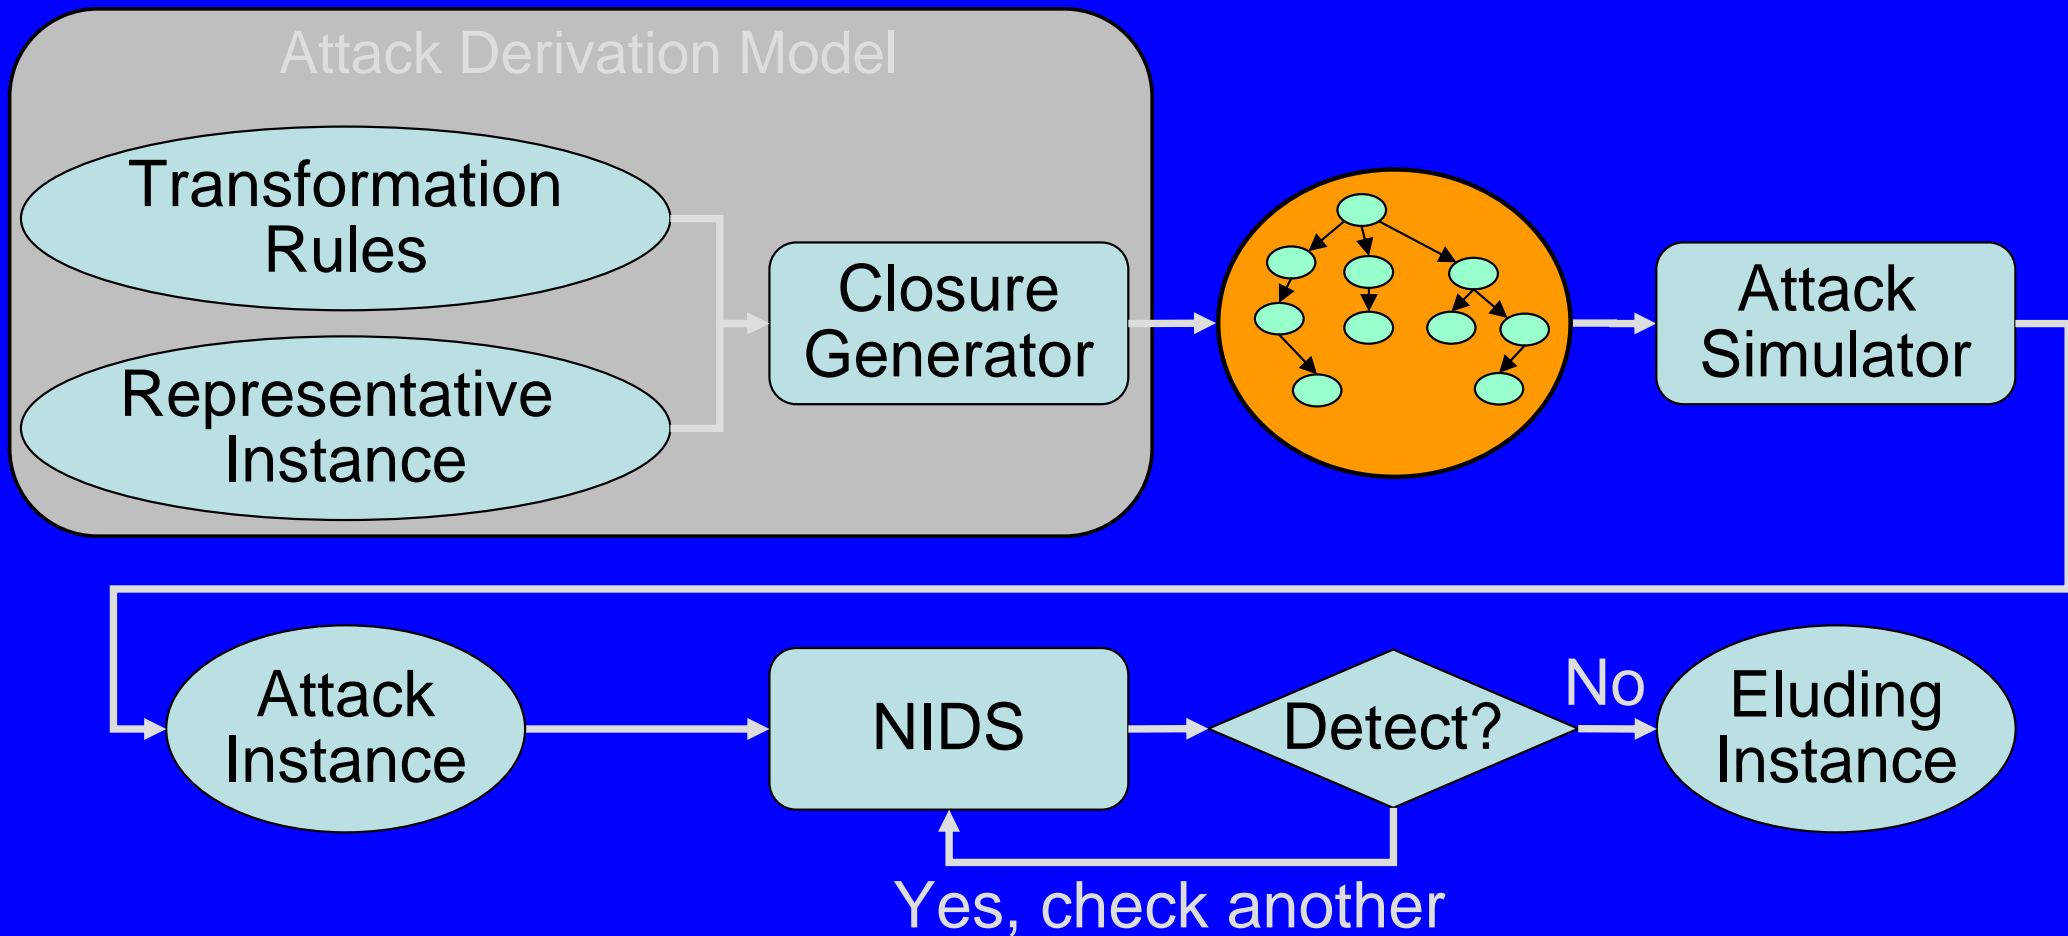 Attack Derivation Model
Transformation
Rules
Representative
Instance
Closure
Generator
Attack
Simulator
Attack
Instance
NIDS
Detect?
No
Eluding
Instance
Yes, check another